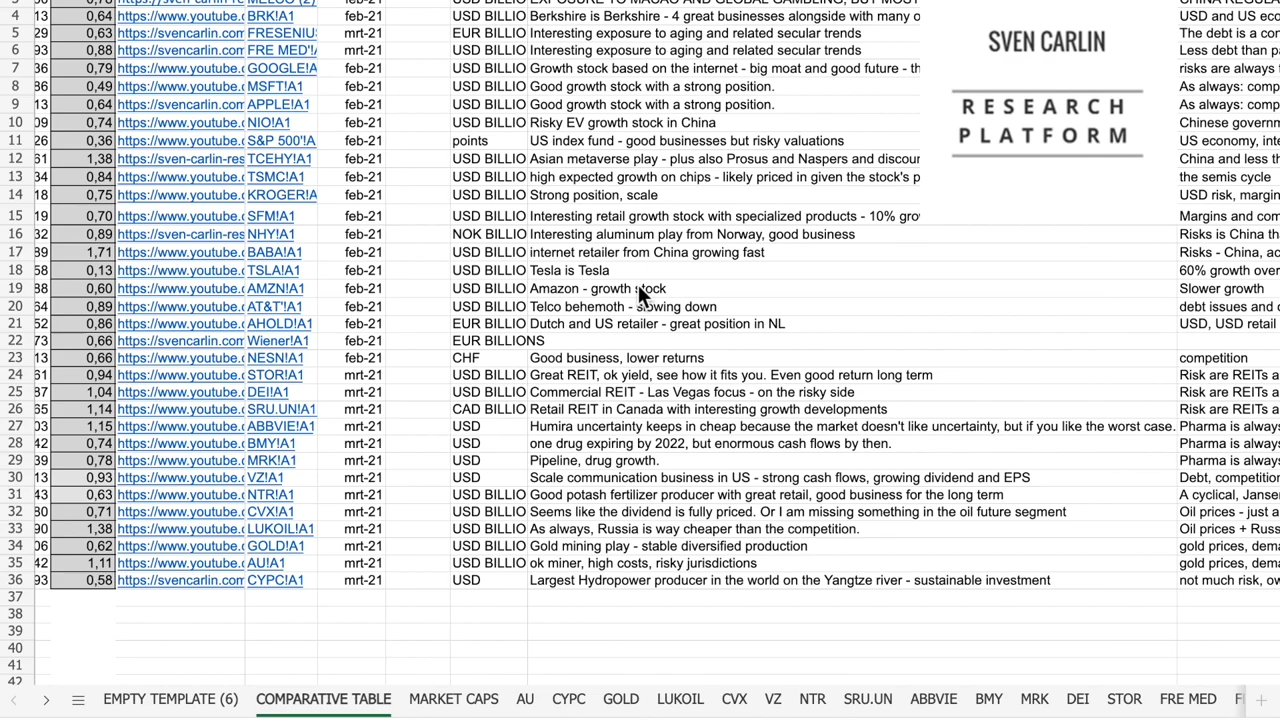 4 13 0,64 https://www.youtube.c BRK!A1 feb-21 USD BILLIO Berkshire is Berkshire - 4 great businesses alongside with many o USD and US eco
5 29 0,63 https://svencarlin.com FRESENIU mrt-21 EUR BILLIO Interesting exposure to aging and related secular trends The debt is a con
6 93 0,88 https://www.youtube.c FRE MED'!A mrt-21 USD BILLIO Interesting exposure to aging and related secular trends Less debt than p
7 36 0,79 https://www.youtube.c GOOGLE!A feb-21 USD BILLIO Growth stock based on the internet - big moat and good future - th risks are always t
8 86 0,49 https://www.youtube.c MSFT!A1 feb-21 USD BILLIO Good growth stock with a strong position. As always: comp
9 13 0,64 https://www.youtube.c APPLE!A1 feb-21 USD BILLIO Good growth stock with a strong position. As always: comp
10 09 0,74 https://www.youtube.c NIO!A1 feb-21 USD BILLIO Risky EV growth stock in China Chinese governm
11 26 0,36 https://www.youtube.c S&P 500'!A feb-21 points US index fund - good businesses but risky valuations US economy, inte
12 61 1,38 https://sven-carlin-res TCEHY!A1 feb-21 USD BILLIO Asian metaverse play - plus also Prosus and Naspers and discour China and less th
13 34 0,84 https://www.youtube.c TSMC!A1 feb-21 USD BILLIO high expected growth on chips - likely priced in given the stock's p the semis cycle
14 18 0,75 https://www.youtube.c KROGER!A feb-21 USD BILLIO Strong position, scale USD risk, margin
15 19 0,70 https://www.youtube.c SFM!A1 feb-21 USD BILLIO Interesting retail growth stock with specialized products - 10% grov Margins and com
16 32 0,89 https://sven-carlin-res NHY!A1 feb-21 NOK BILLIO Interesting aluminum play from Norway, good business Risks is China th
17 39 1,71 https://www.youtube.c BABA!A1 feb-21 USD BILLIO internet retailer from China growing fast Risks - China, ac
18 58 0,13 https://www.youtube.c TSLA!A1 feb-21 USD BILLIO Tesla is Tesla 60% growth over
19 88 0,60 https://www.youtube.c AMZN!A1 feb-21 USD BILLIO Amazon - growth stock Slower growth
20 64 0,89 https://www.youtube.c AT&T'!A1 feb-21 USD BILLIO Telco behemoth - slowing down debt issues and c
21 52 0,86 https://www.youtube.c AHOLD!A1 feb-21 EUR BILLIO Dutch and US retailer - great position in NL USD, USD retail
22 73 0,66 https://svencarlin.com Wiener!A1 feb-21 EUR BILLIONS
23 13 0,66 https://www.youtube.c NESN!A1 feb-21 CHF Good business, lower returns competition
24 61 0,94 https://www.youtube.c STOR!A1 mrt-21 USD BILLIO Great REIT, ok yield, see how it fits you. Even good return long term Risk are REITs a
25 37 1,04 https://www.youtube.c DEI!A1 mrt-21 USD BILLIO Commercial REIT - Las Vegas focus - on the risky side Risk are REITs a
26 65 1,14 https://www.youtube.c SRU.UN!A1 mrt-21 CAD BILLIO Retail REIT in Canada with interesting growth developments Risk are REITs a
27 03 1,15 https://www.youtube.c ABBVIE!A1 mrt-21 USD Humira uncertainty keeps in cheap because the market doesn't like uncertainty, but if you like the worst case. Pharma is always
28 42 0,74 https://www.youtube.c BMY!A1 mrt-21 USD one drug expiring by 2022, but enormous cash flows by then. Pharma is always
29 39 0,78 https://www.youtube.c MRK!A1 mrt-21 USD Pipeline, drug growth. Pharma is always
30 13 0,93 https://www.youtube.c VZ!A1 mrt-21 USD Scale communication business in US - strong cash flows, growing dividend and EPS Debt, competition
31 43 0,63 https://www.youtube.c NTR!A1 mrt-21 USD BILLIO Good potash fertilizer producer with great retail, good business for the long term A cyclical, Jansen
32 80 0,71 https://www.youtube.c CVX!A1 mrt-21 USD BILLIO Seems like the dividend is fully priced. Or I am missing something in the oil future segment Oil prices - just a
33 90 1,38 https://www.youtube.c LUKOIL!A1 mrt-21 USD BILLIO As always, Russia is way cheaper than the competition. Oil prices + Russ
34 06 0,62 https://www.youtube.c GOLD!A1 mrt-21 USD BILLIO Gold mining play - stable diversified production gold prices, dema
35 42 1,11 https://www.youtube.c AU!A1 mrt-21 USD BILLIO ok miner, high costs, risky jurisdictions gold prices, dema
36 93 0,58 https://svencarlin.com CYPC!A1 mrt-21 USD Largest Hydropower producer in the world on the Yangtze river - sustainable investment not much risk, ow
37
38
39
40
41
42
SVEN CARLIN
RESEARCH
PLATFORM
EMPTY TEMPLATE (6) COMPARATIVE TABLE MARKET CAPS AU CYPC GOLD LUKOIL CVX VZ NTR SRU.UN ABBVIE BMY MRK DEI STOR FRE MED